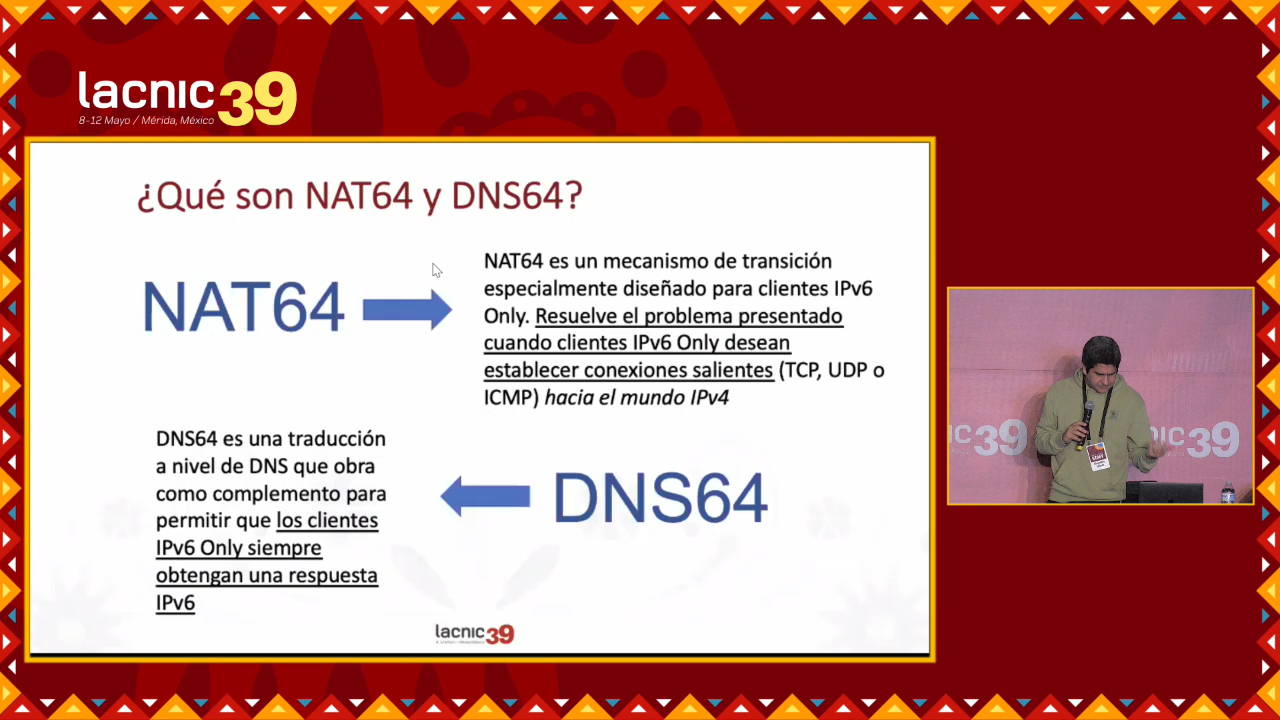 lacnic39
8-12 Mayo / Mérida, México
¿Qué son NAT64 y DNS64?
NAT64
NAT64 es un mecanismo de transición
especialmente diseñado para clientes IPv6
Only. Resuelve el problema presentado
cuando clientes IPv6 Only desean
establecer conexiones salientes (TCP, UDP o
ICMP) hacia el mundo IPv4
DNS64 es una traducción
a nivel de DNS que obra
como complemento para
permitir que los clientes
IPv6 Only siempre
obtengan una respuesta
IPv6
DNS64
lacnic39
ic39
nic39